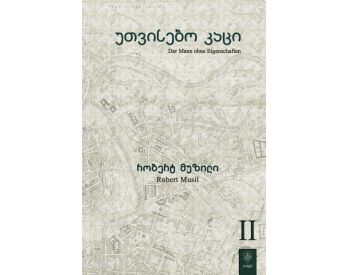 უთვისებო კაცი
Der Mann ohne Eigenschaften
რობერტ მუზილი
Robert Musil
II